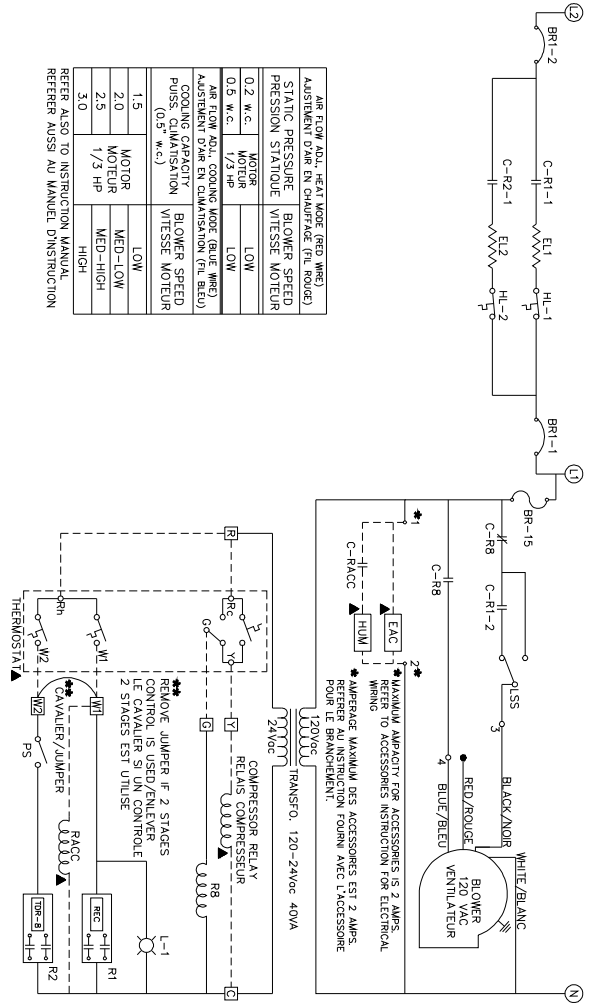 L2
BR1-2
C-R1-1
EL1
HL-1
C-R2-1
EL2
HL-2
BR1-1
L1
BR-15
C-R8
C-R1-2
LSS
3
BLACK/NOIR
WHITE/BLANC
RED/ROUGE
4
BLUE/BLEU
C-R8
BLOWER
120 VAC
VENTILATEUR
N
*1
2*
EAC
C-RACC
HUM
*MAXIMUM AMPACITY FOR ACCESSORIES IS 2 AMPS.
REFER TO ACCESSORIES INSTRUCTION FOR ELECTRICAL
WIRING
*AMPERAGE MAXIMUM DES ACCESSOIRES EST 2 AMPS.
REFERER AU INSTRUCTION FOURNI AVEC L'ACCESSOIRE
POUR LE BRANCHEMENT.
120Vac
TRANSFO. 120-24Vac 40VA
24Vac
R
Rc
Y
G
Y
G
C
COMPRESSOR RELAY
RELAIS COMPRESSEUR
R8
**
REMOVE JUMPER IF 2 STAGES
CONTROL IS USED/ENLEVER
LE CAVALIER SI UN CONTROLE
2 STAGES EST UTILISE
Rh
W1
W2
THERMOSTAT
W1
W2
**
CAVALIER/JUMPER
L-1
REC
R1
RACC
PS
TDR-B
R2
AIR FLOW ADJ., HEAT MODE (RED WIRE)
AJUSTEMENT D'AIR EN CHAUFFAGE (FIL ROUGE)
STATIC PRESSURE BLOWER SPEED
PRESSION STATIQUE VITESSE MOTEUR
0.2 w.c. MOTOR LOW
0.5 w.c. MOTEUR 1/3 HP LOW
AIR FLOW ADJ., COOLING MODE (BLUE WIRE)
AJUSTEMENT D'AIR EN CLIMATISATION (FIL BLEU)
COOLING CAPACITY BLOWER SPEED
PUISS. CLIMATISATION VITESSE MOTEUR
(0.5" w.c.)
1.5 LOW
2.0 MOTOR MED-LOW
2.5 MOTEUR MED-HIGH
3.0 1/3 HP HIGH
REFER ALSO TO INSTRUCTION MANUAL
REFERER AUSSI AU MANUEL D'INSTRUCTION